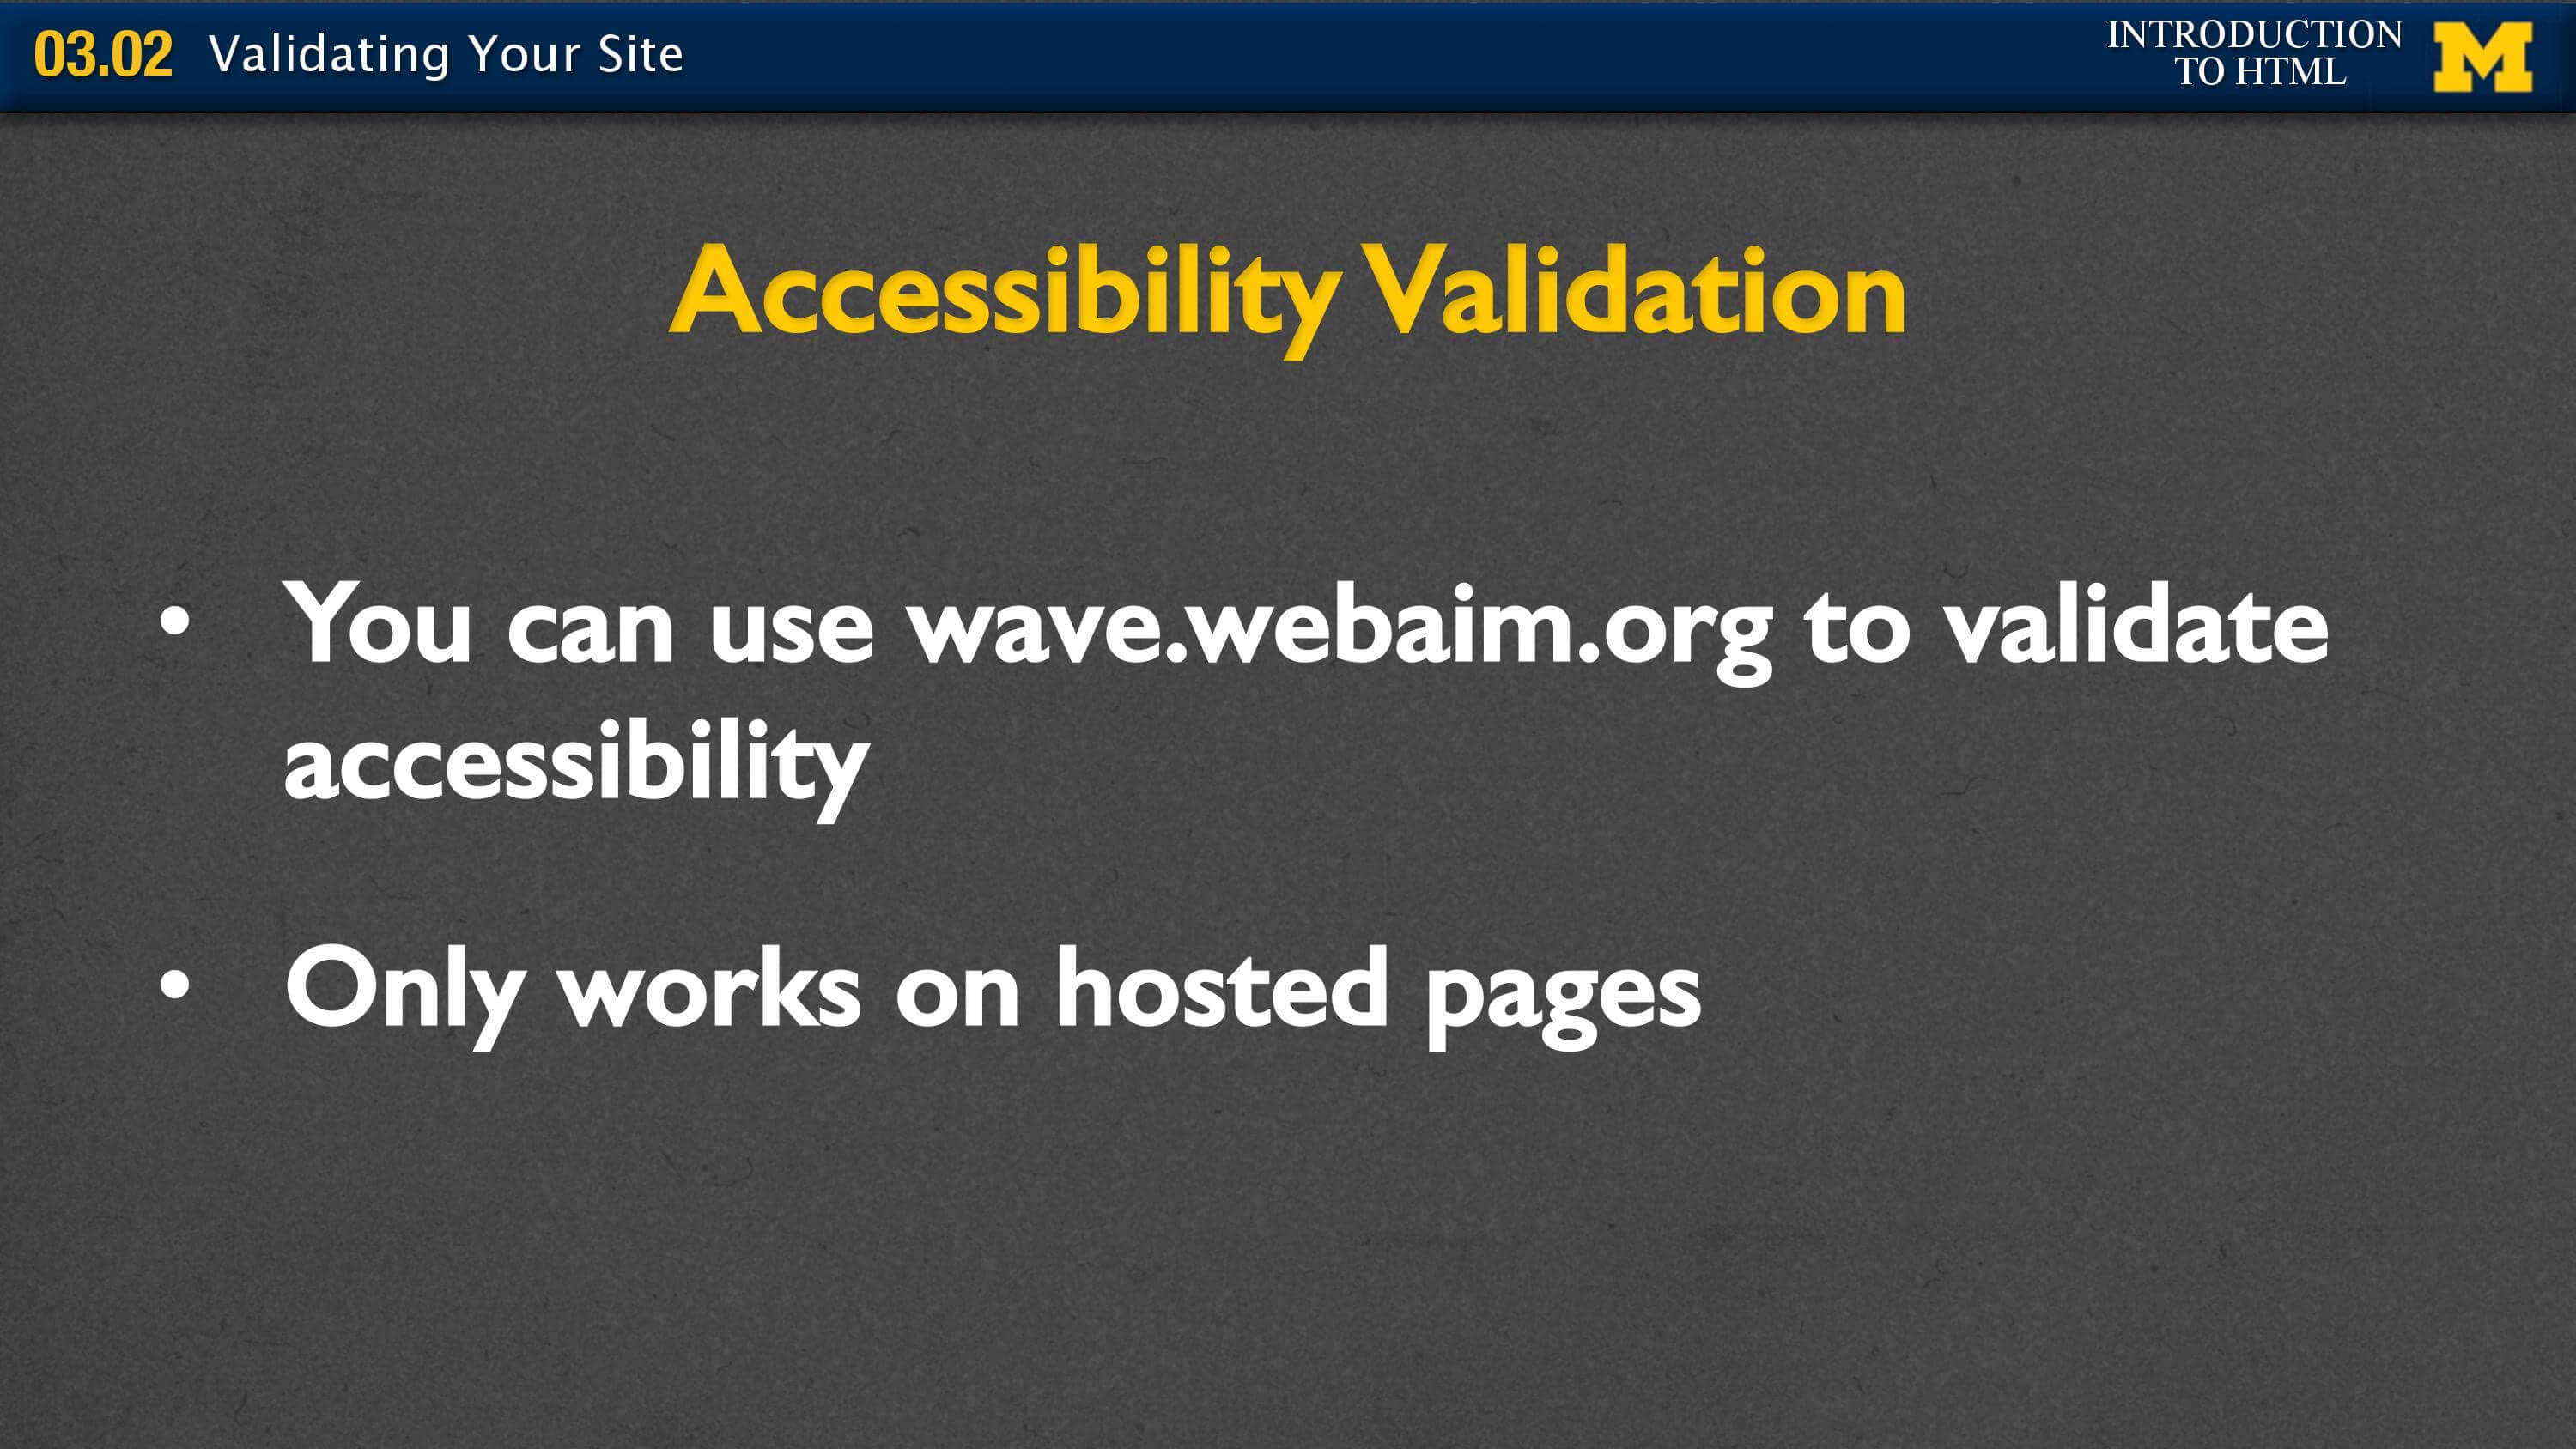 03.02 Validating Your Site
INTRODUCTION
TO HTML
M
Accessibility Validation
• You can use wave.webaim.org to validate
accessibility
• Only works on hosted pages